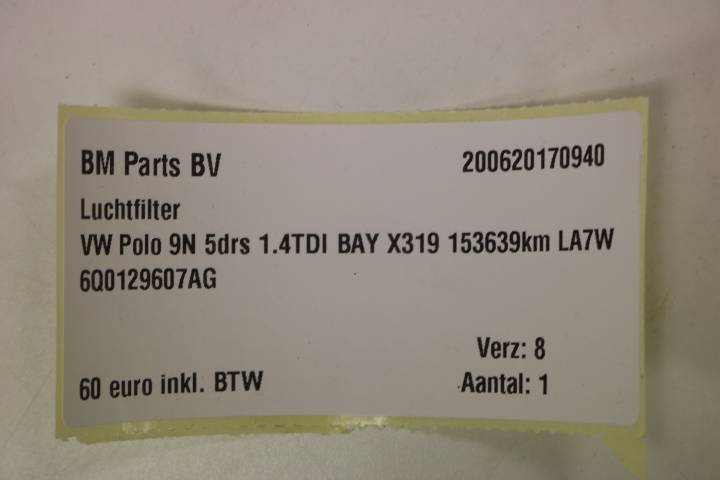 BM Parts BV 200620170940
Luchtfilter
VW Polo 9N 5drs 1.4TDI BAY X319 153639km LA7W
6Q0129607AG
Verz: 8
60 euro inkl. BTW Aantal: 1